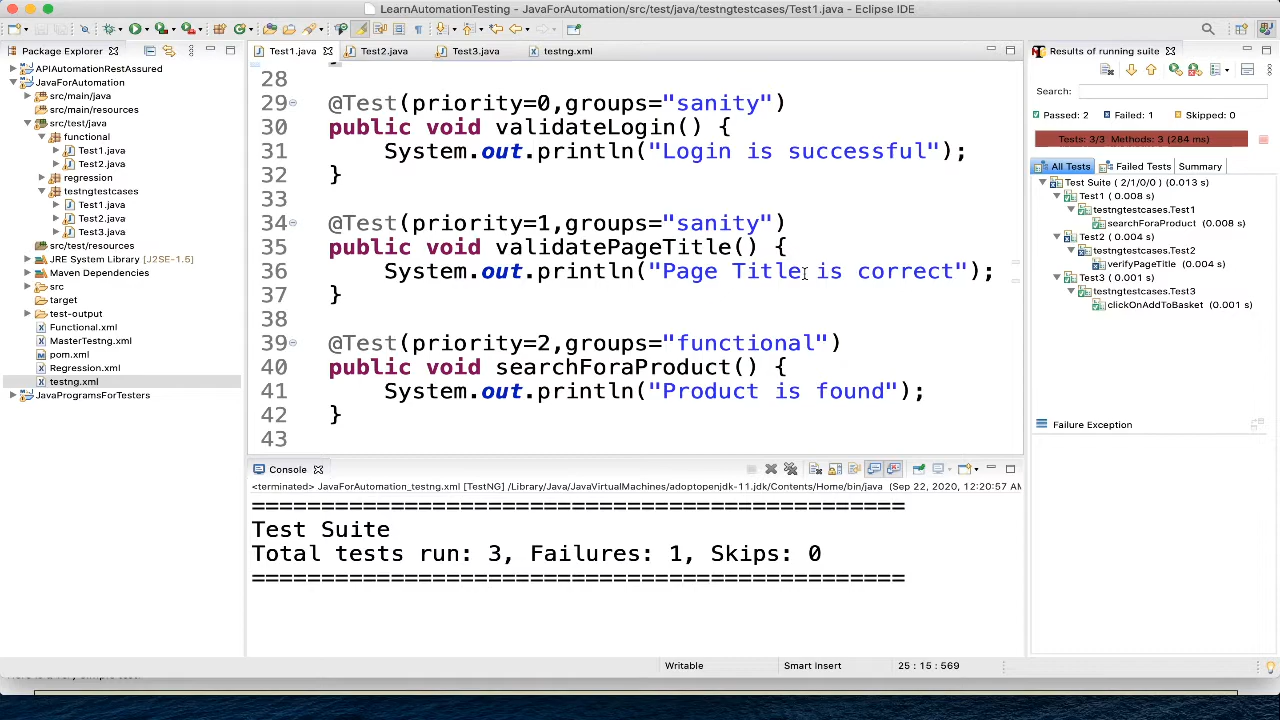 LearnAutomationTesting - JavaForAutomation/src/test/java/testngtestcases/Test1.java - Eclipse IDE
Package Explorer
APIAutomationRestAssured
JavaForAutomation
src/main/java
src/main/resources
src/test/java
functional
Test1.java
Test2.java
regression
testngtestcases
Test1.java
Test2.java
Test3.java
src/test/resources
JRE System Library [J2SE-1.5]
Maven Dependencies
src
target
test-output
Functional.xml
MasterTestng.xml
pom.xml
Regression.xml
testng.xml
JavaProgramsForTesters
Test1.java
Test2.java
Test3.java
testng.xml
28
29 @Test(priority=0,groups="sanity")
30 public void validateLogin() {
31 System.out.println("Login is successful");
32 }
33
34 @Test(priority=1,groups="sanity")
35 public void validatePageTitle() {
36 System.out.println("Page Title is correct");
37 }
38
39 @Test(priority=2,groups="functional")
40 public void searchForaProduct() {
41 System.out.println("Product is found");
42 }
43
Console
<terminated> JavaForAutomation_testng.xml [TestNG] /Library/Java/JavaVirtualMachines/adoptopenjdk-11.jdk/Contents/Home/bin/java (Sep 22, 2020, 12:20:57 AM
===============================================
Test Suite
Total tests run: 3, Failures: 1, Skips: 0
===============================================
Results of running suite
Search:
Passed: 2 Failed: 1 Skipped: 0
Tests: 3/3 Methods: 3 (284 ms)
All Tests Failed Tests Summary
Test Suite ( 2/1/0/0 ) (0.013 s)
Test1 ( 0.008 s)
testngtestcases.Test1
searchForaProduct (0.008 s)
Test2 ( 0.004 s)
testngtestcases.Test2
verifyPageTitle (0.004 s)
Test3 ( 0.001 s)
testngtestcases.Test3
clickOnAddToBasket (0.001 s)
Failure Exception
Writable
Smart Insert
25 : 15 : 569